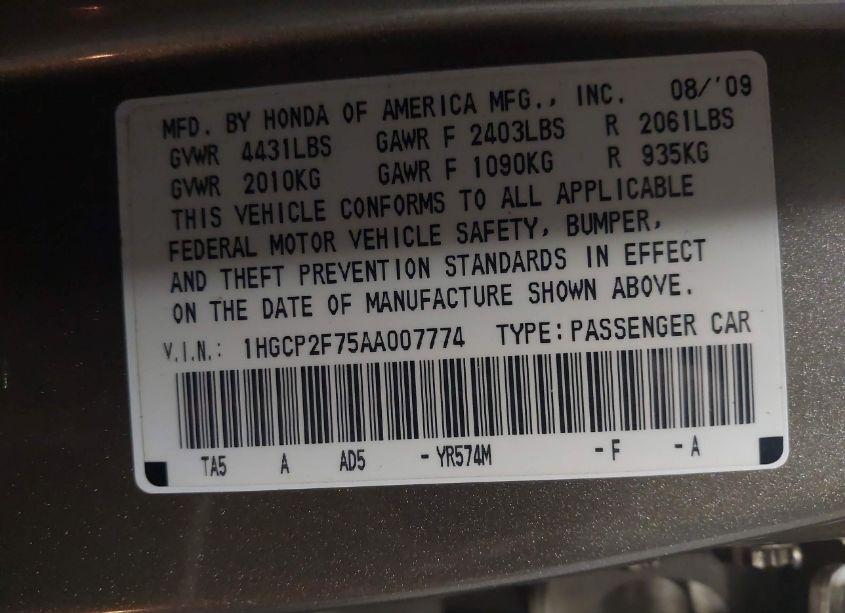 MFD. BY HONDA OF AMERICA MFG., INC. 08/'09
GVWR 4431LBS GAWR F 2403LBS R 2061LBS
GVWR 2010KG GAWR F 1090KG R 935KG
THIS VEHICLE CONFORMS TO ALL APPLICABLE
FEDERAL MOTOR VEHICLE SAFETY, BUMPER,
AND THEFT PREVENTION STANDARDS IN EFFECT
ON THE DATE OF MANUFACTURE SHOWN ABOVE.
V.I.N.: 1HGCP2F75AA007774 TYPE: PASSENGER CAR
TA5 A AD5 - YR574M - F - A